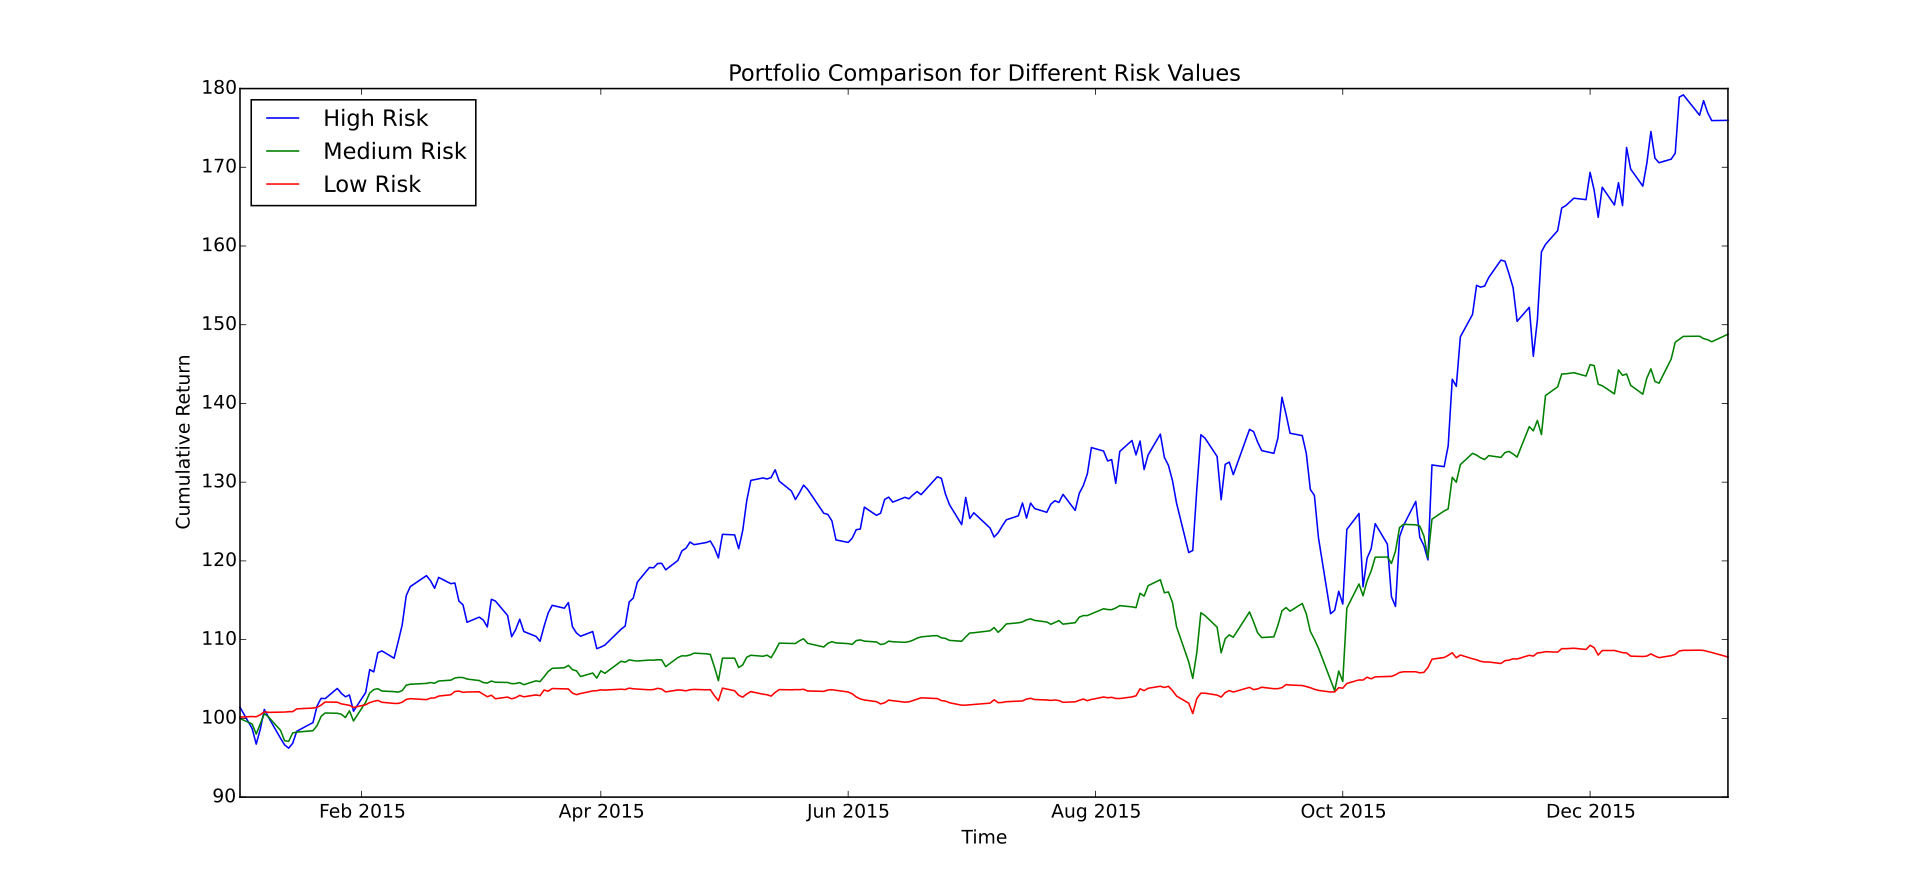 Portfolio Comparison for Different Risk Values
180
170
160
150
140
130
120
110
100
90
High Risk
Medium Risk
Low Risk
Cumulative Return
Feb 2015 Apr 2015 Jun 2015 Aug 2015 Oct 2015 Dec 2015
Time